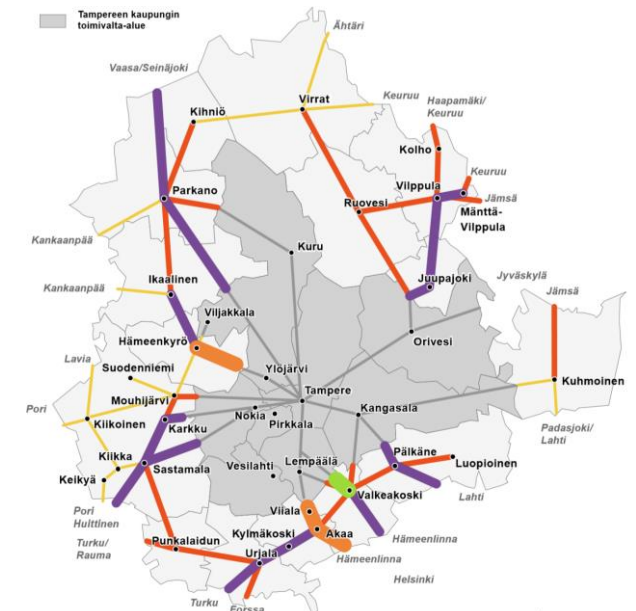 Tampereen kaupungin
toimivalta-alue
Ähtäri
Vaasa/Seinäjoki
Kihniö
Virrat
Keuruu
Haapamäki/
Keuruu
Kolho
Keuruu
Parkano
Vilppula
Jämsä
Ruovesi
Mänttä-
Vilppula
Kankaanpää
Kuru
Ikaalinen
Juupajoki
Jyväskylä
Kankaanpää
Jämsä
Viljakkala
Hämeenkyrö
Orivesi
Lavia
Suodenniemi
Ylöjärvi
Kuhmoinen
Mouhijärvi
Tampere
Pori
Nokia
Kangasala
Kiikoinen
Karkku
Pirkkala
Padasjoki/
Lahti
Kiikka
Sastamala
Vesilahti
Lempäälä
Pälkäne
Luopioinen
Keikyä
Valkeakoski
Lahti
Pori
Huittinen
Viiala
Turku/
Rauma
Punkalaidun
Kylmäkoski
Akaa
Hämeenlinna
Urjala
Hämeenlinna
Helsinki
Turku
Forssa